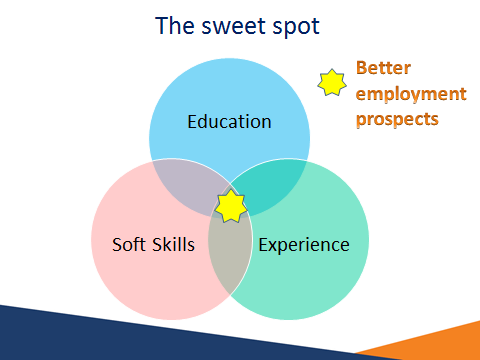 The sweet spot
Better
employment
prospects
Education
Soft Skills
Experience